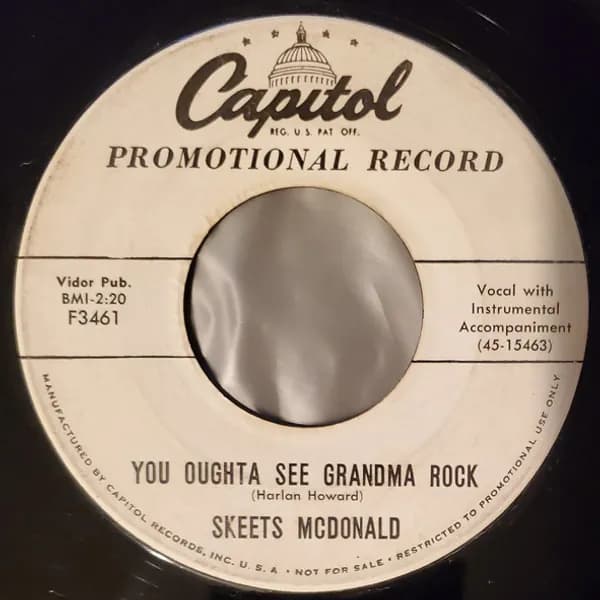 Capitol
REG. U.S. PAT OFF.
PROMOTIONAL RECORD
Vidor Pub.
BMI-2:20
F3461
Vocal with
Instrumental
Accompaniment
(45-15463)
YOU OUGHTA SEE GRANDMA ROCK
(Harlan Howard)
SKEETS MCDONALD
MANUFACTURED BY CAPITOL RECORDS, INC. U.S.A. • NOT FOR SALE • RESTRICTED TO PROMOTIONAL USE ONLY